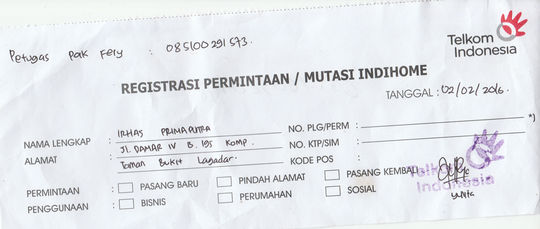 Petugas Pak Fery : 085100291573.
Telkom
Indonesia
REGISTRASI PERMINTAAN / MUTASI INDIHOME
TANGGAL : 02/02/2016.
NAMA LENGKAP : IRHAS PRIMAPUTRA NO. PLG/PERM : *)
ALAMAT : Jl. DAMAR IV B. 195 Komp. NO. KTP/SIM :
Taman Bukit Lagadar. KODE POS :
PERMINTAAN : PASANG BARU PINDAH ALAMAT PASANG KEMBALI
PENGGUNAAN : BISNIS PERUMAHAN SOSIAL
Telkom
Indonesia
yunita